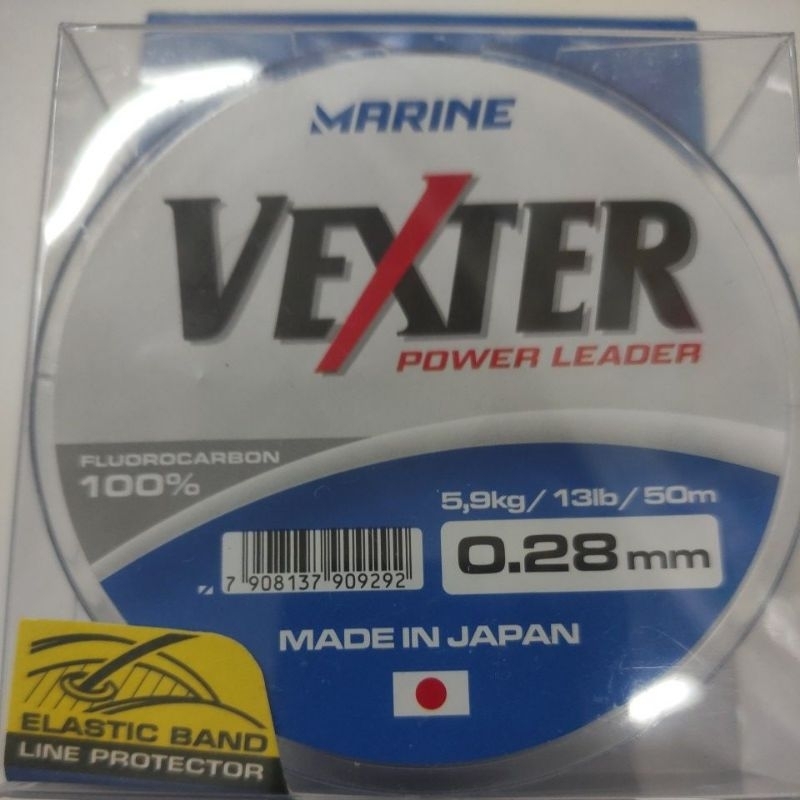 MARINE
VEXTER
POWER LEADER
FLUOROCARBON
100%
5,9kg/13lb/50m
0.28mm
7 908137 909292
MADE IN JAPAN
ELASTIC BAND
LINE PROTECTOR